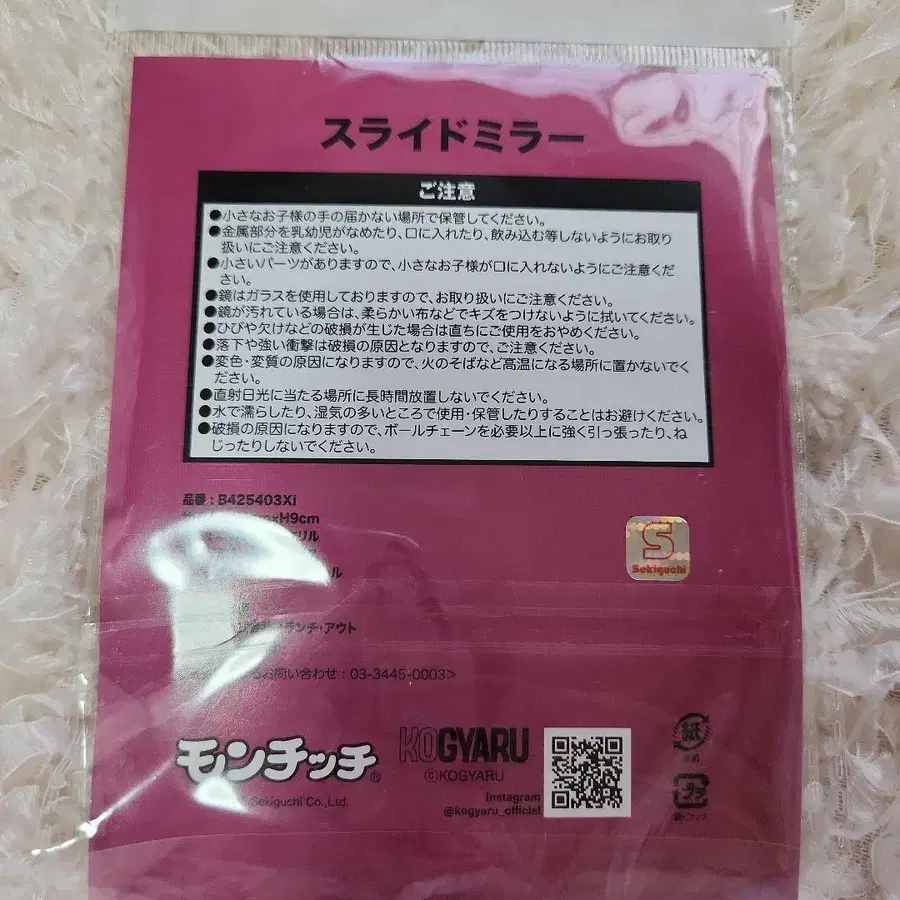 スライドミラー
ご注意
●小さなお子様の手の届かない場所で保管してください。
●金属部分を乳幼児がなめたり、口に入れたり、飲み込む等しないようにお取り
扱いにご注意ください。
●小さいパーツがありますので、小さなお子様が口に入れないようにご注意くだ
さい。
●鏡はガラスを使用しておりますので、お取り扱いにご注意ください。
●鏡が汚れている場合は、柔らかい布などでキズをつけないように拭いてください。
●ひびや欠けなどの破損が生じた場合は直ちにご使用をおやめください。
●落下や強い衝撃は破損の原因となりますので、ご注意ください。
●変色・変質の原因になりますので、火のそばなど高温になる場所に置かないでく
ださい。
●直射日光に当たる場所に長時間放置しないでください。
●水で濡らしたり、湿気の多いところで使用・保管したりすることはお避けください。
●破損の原因になりますので、ボールチェーンを必要以上に強く引っ張ったり、ね
じったりしないでください。
品番：B425403Xi
×H9cm
リル
ル
ランチ・アウト
お問い合わせ：03-3445-0003>
S
Sekiguchi
モンチッチ®
Sekiguchi Co.,Ltd.
KOGYARU
©KOGYARU
Instagram
@kogyaru_official
紙
台紙
プラ
袋・フック